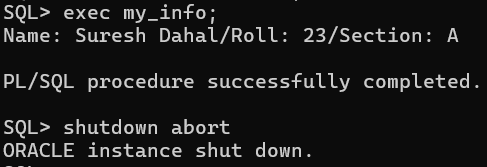 SQL> exec my_info;
Name: Suresh Dahal/Roll: 23/Section: A
PL/SQL procedure successfully completed.
SQL> shutdown abort
ORACLE instance shut down.